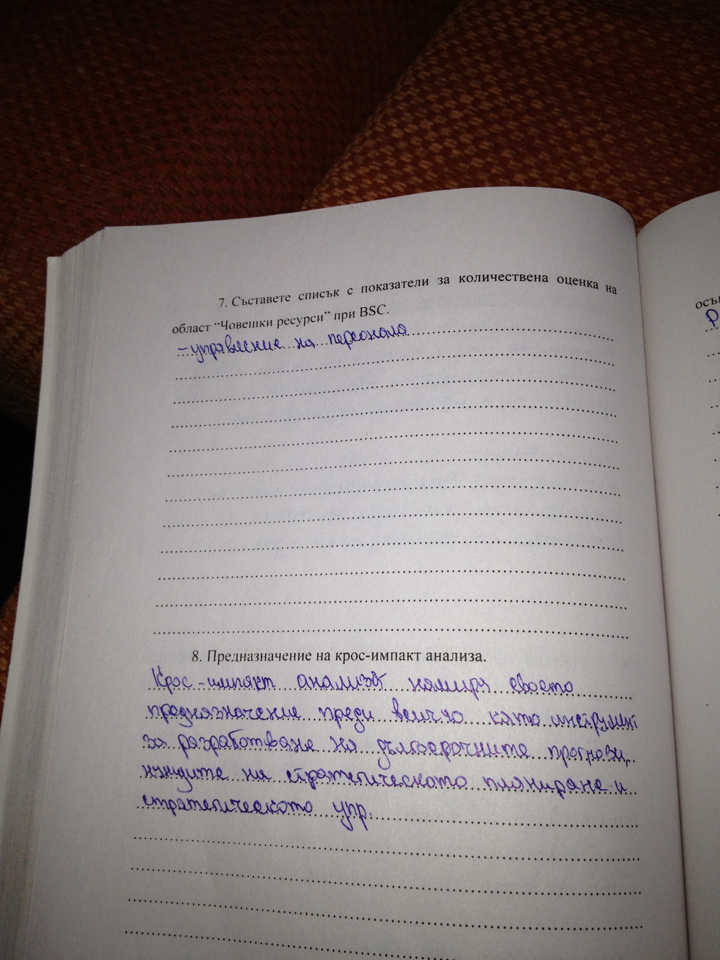 7. Съставете списък с показатели за количествена оценка на
област “Човешки ресурси” при BSC.
- управление на персонала
8. Предназначение на крос-импакт анализа.
Крос-импакт анализът намира своето
предназначение преди всичко като инструмент
за разработване на дългосрочните прогнози,
нуждите на стратегическото планиране и
стратегическото упр.
осъ
Р